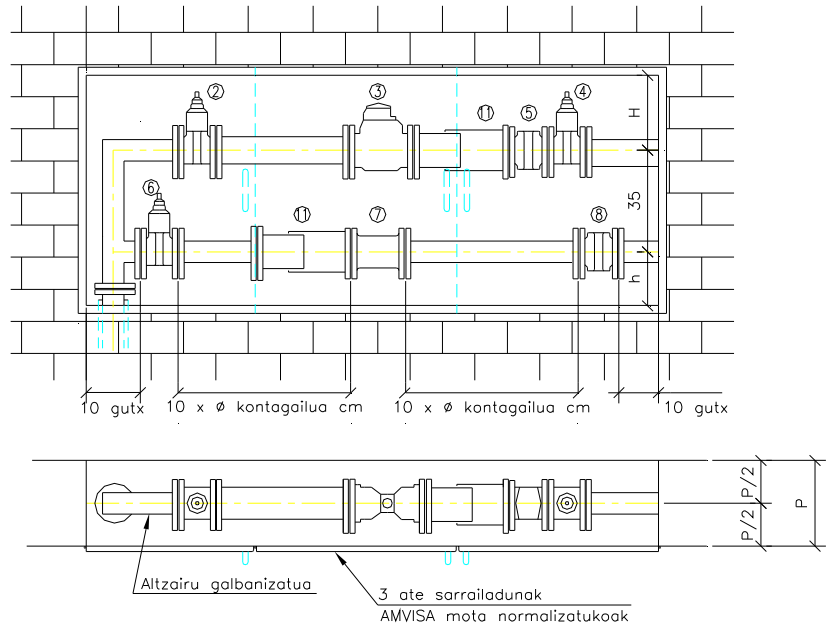 2
3
11
5
4
H
6
11
7
8
35
h
10 gutx
10 x ø kontagailua cm
10 x ø kontagailua cm
10 gutx
P/2
P/2
P
Altzairu galbanizatua
3 ate sarrailadunak
AMVISA mota normalizatukoak